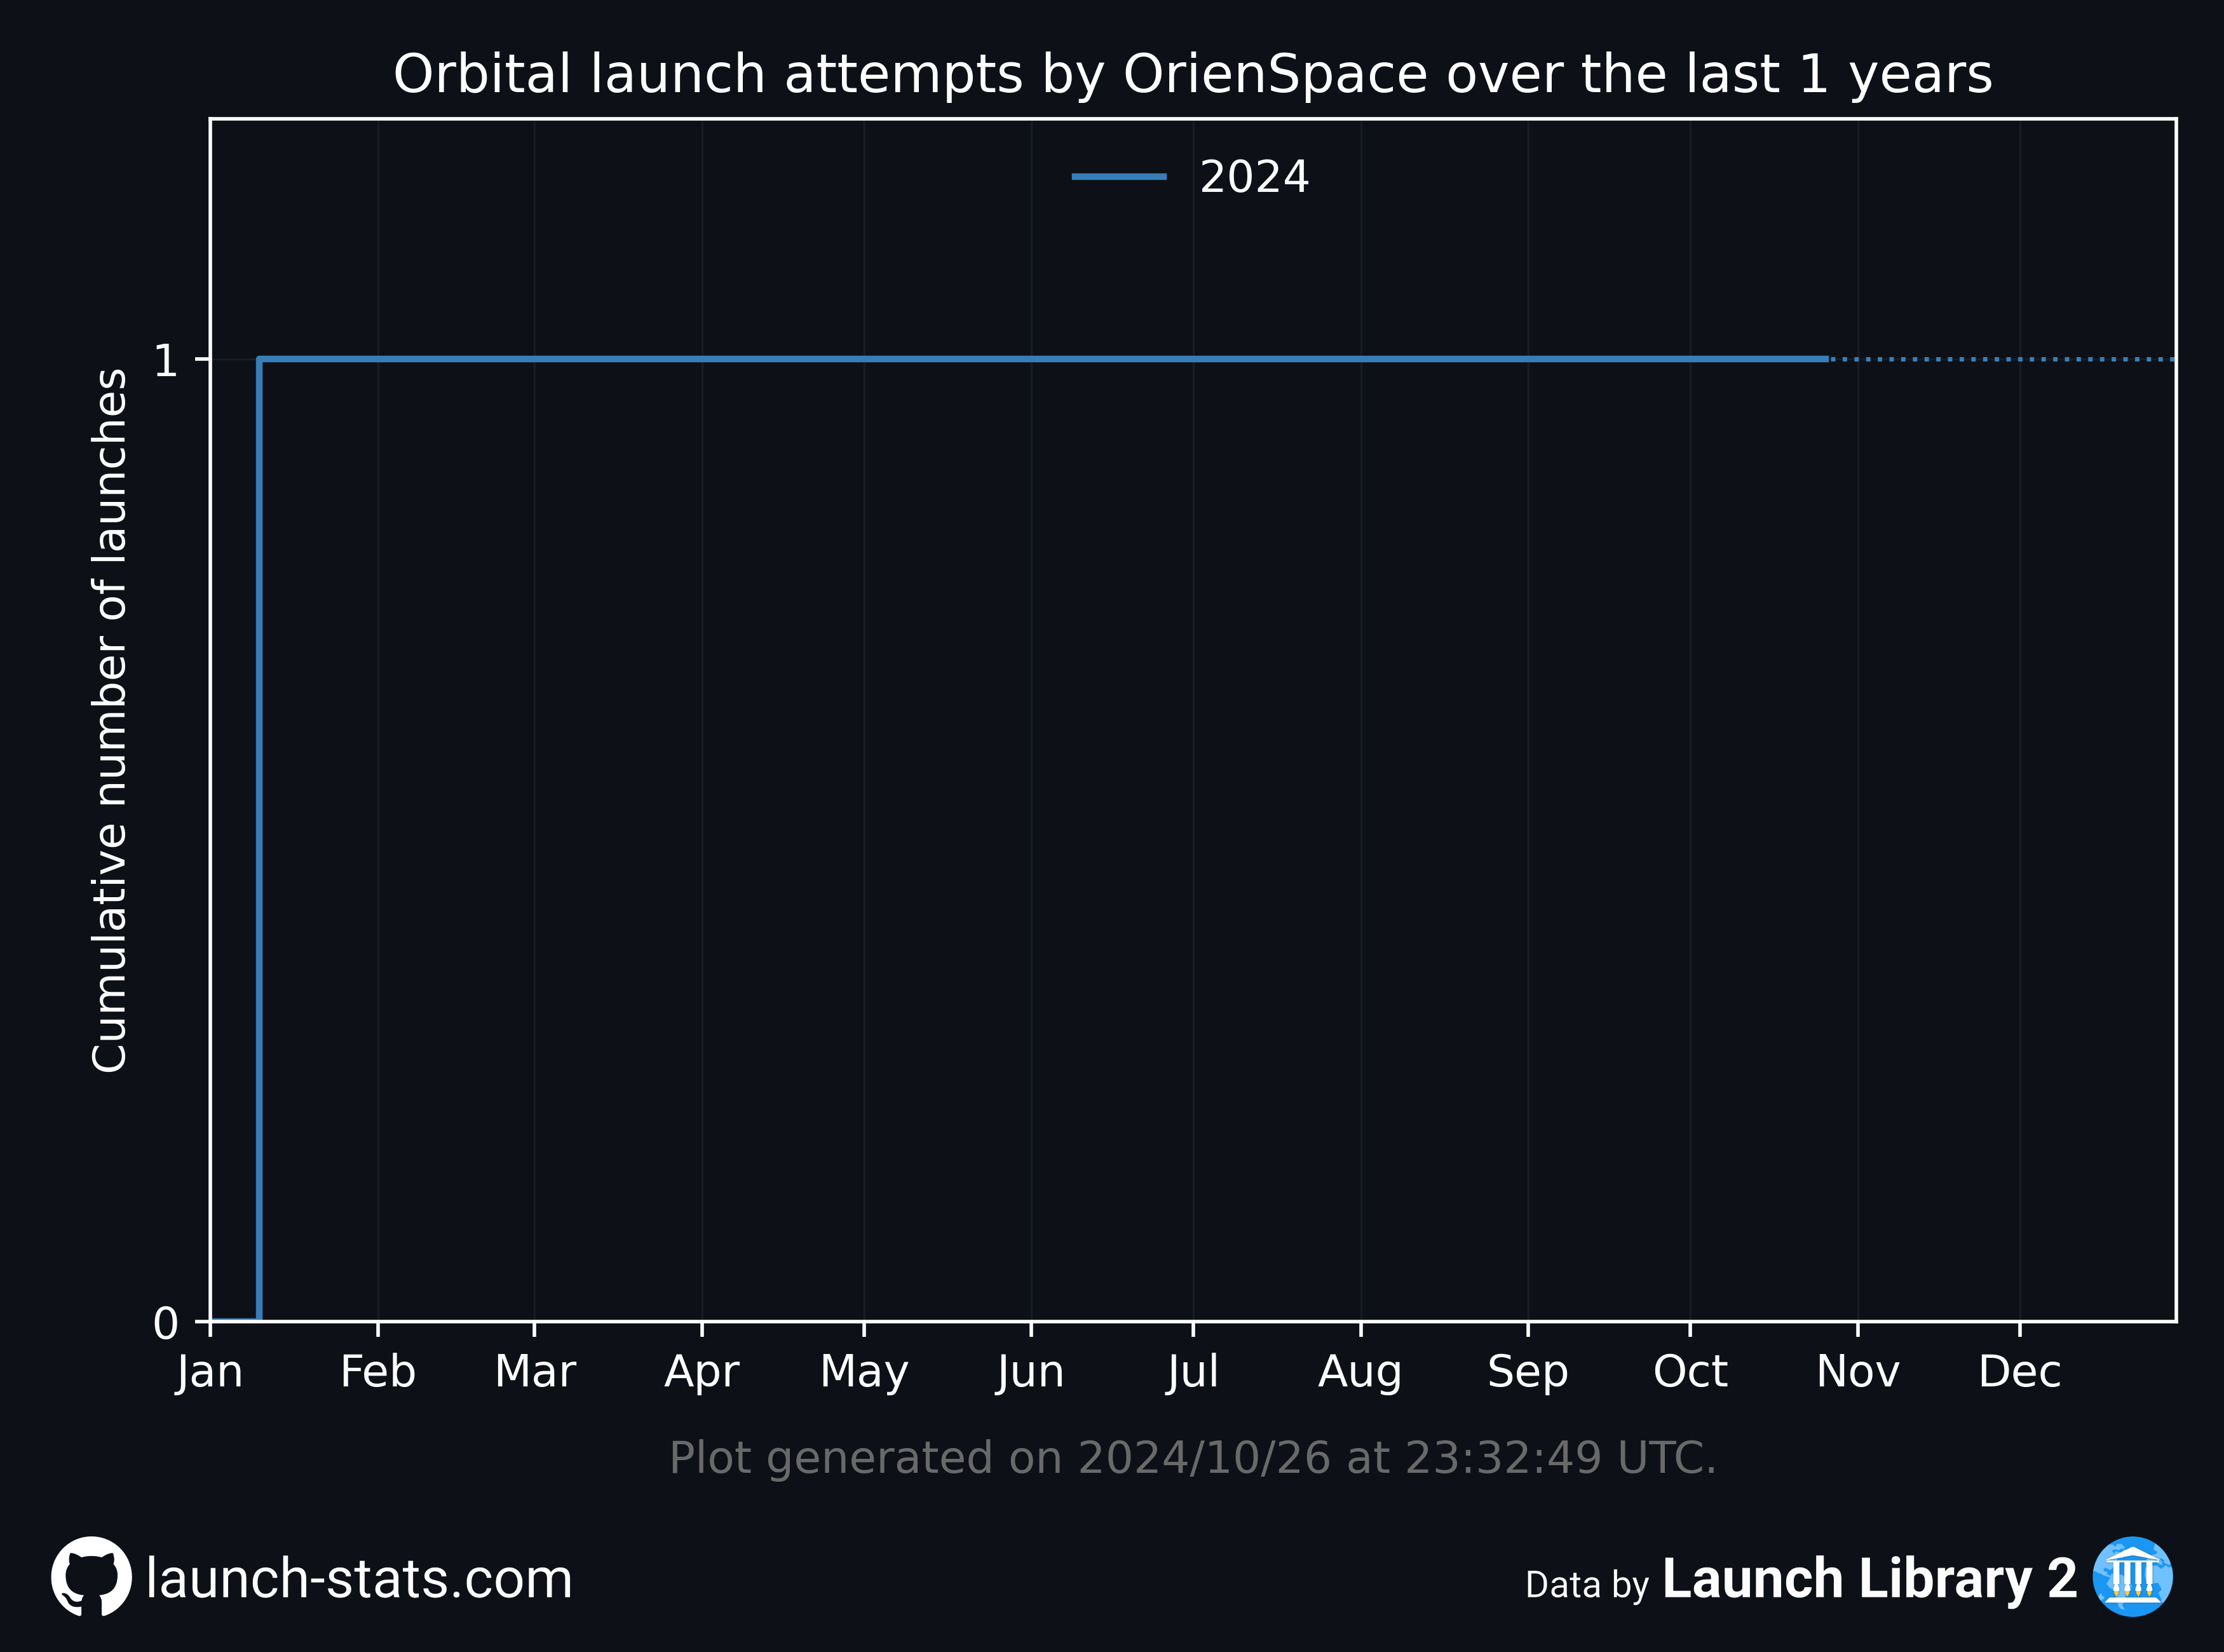 Orbital launch attempts by OrienSpace over the last 1 years
2024
Cumulative number of launches
1
0
Jan Feb Mar Apr May Jun Jul Aug Sep Oct Nov Dec
Plot generated on 2024/10/26 at 23:32:49 UTC.
launch-stats.com
Data by Launch Library 2